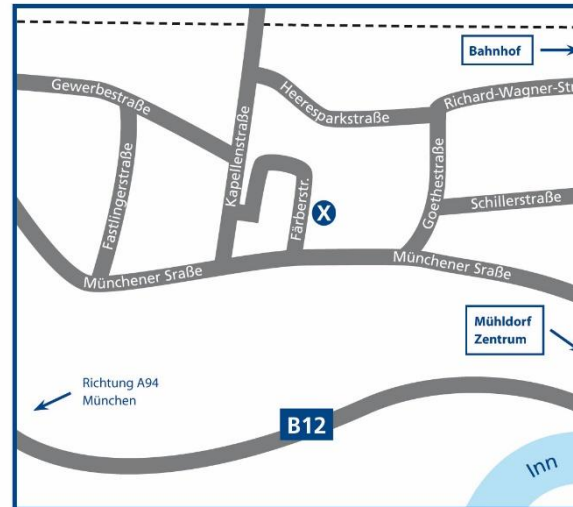 Bahnhof
Gewerbestraße
Heeresparkstraße
Richard-Wagner-Str
Fastlingerstraße
Kapellenstraße
Färberstr.
X
Goethestraße
Schillerstraße
Münchener Sraße
Münchener Sraße
Mühldorf
Zentrum
Richtung A94
München
B12
Inn